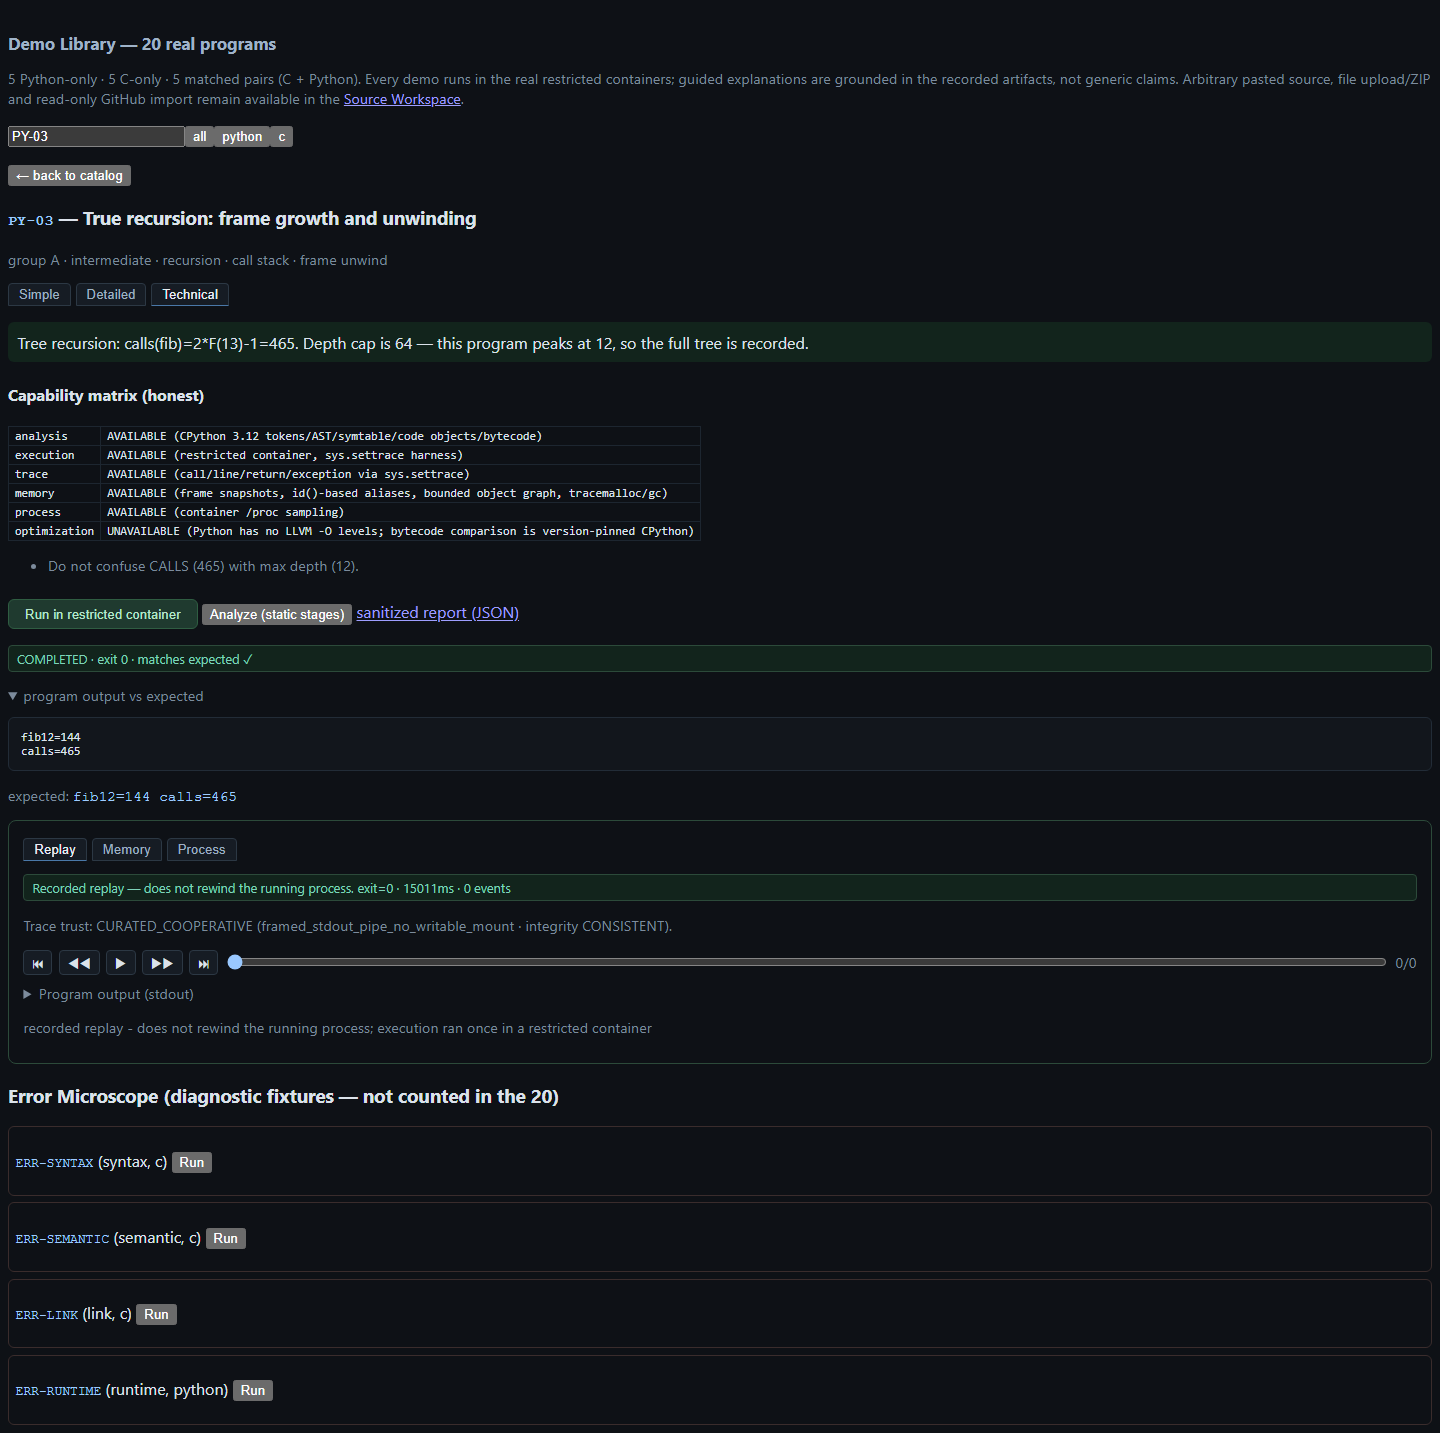 Demo Library — 20 real programs
5 Python-only · 5 C-only · 5 matched pairs (C + Python). Every demo runs in the real restricted containers; guided explanations are grounded in the recorded artifacts, not generic claims. Arbitrary pasted source, file upload/ZIP
and read-only GitHub import remain available in the Source Workspace.
PY-03 all python c
← back to catalog
PY-03 — True recursion: frame growth and unwinding
group A · intermediate · recursion · call stack · frame unwind
Simple Detailed Technical
Tree recursion: calls(fib)=2*F(13)-1=465. Depth cap is 64 — this program peaks at 12, so the full tree is recorded.
Capability matrix (honest)
analysis AVAILABLE (CPython 3.12 tokens/AST/symtable/code objects/bytecode)
execution AVAILABLE (restricted container, sys.settrace harness)
trace AVAILABLE (call/line/return/exception via sys.settrace)
memory AVAILABLE (frame snapshots, id()-based aliases, bounded object graph, tracemalloc/gc)
process AVAILABLE (container /proc sampling)
optimization UNAVAILABLE (Python has no LLVM -O levels; bytecode comparison is version-pinned CPython)
• Do not confuse CALLS (465) with max depth (12).
Run in restricted container Analyze (static stages) sanitized report (JSON)
COMPLETED · exit 0 · matches expected ✓
▼ program output vs expected
fib12=144
calls=465
expected: fib12=144 calls=465
Replay Memory Process
Recorded replay — does not rewind the running process. exit=0 · 15011ms · 0 events
Trace trust: CURATED_COOPERATIVE (framed_stdout_pipe_no_writable_mount · integrity CONSISTENT).
⏮ ◀◀ ▶ ▶▶ ⏭ 0/0
▶ Program output (stdout)
recorded replay - does not rewind the running process; execution ran once in a restricted container
Error Microscope (diagnostic fixtures — not counted in the 20)
ERR-SYNTAX (syntax, c) Run
ERR-SEMANTIC (semantic, c) Run
ERR-LINK (link, c) Run
ERR-RUNTIME (runtime, python) Run